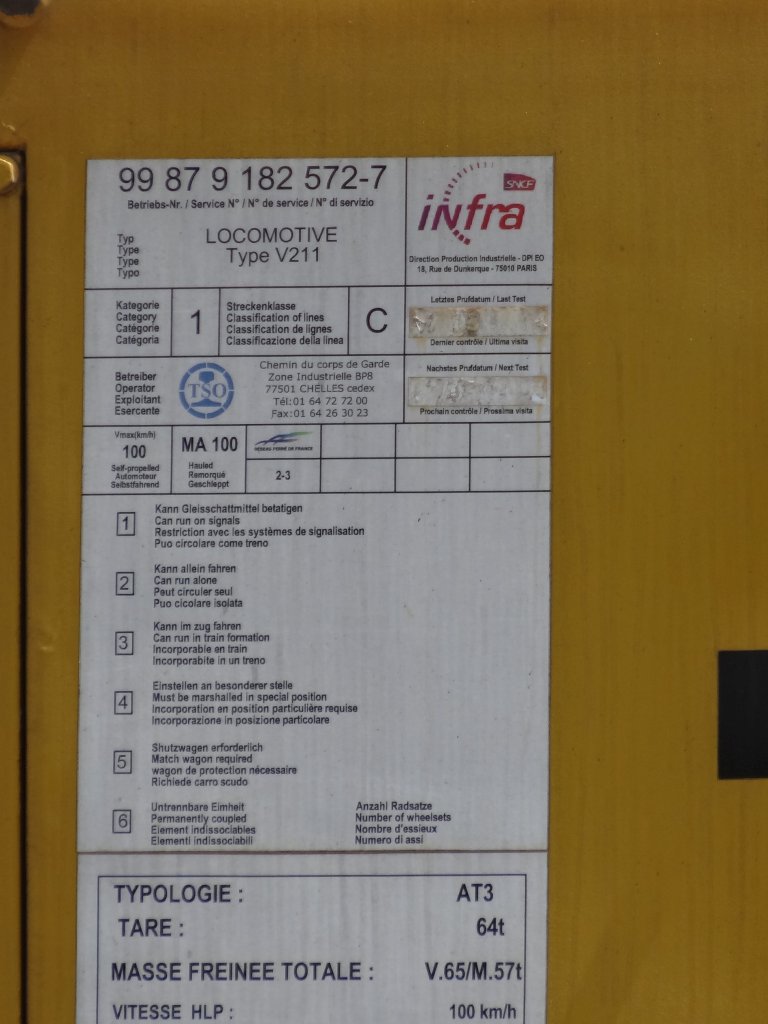 99 87 9 182 572-7
Betriebs-Nr. / Service N° / N° de service / N° di servizio
Typ
Type
Type
Typo
LOCOMOTIVE
Type V211
SNCF
infra
Direction Production Industrielle - DPI EO
18, Rue de Dunkerque - 75010 PARIS
Kategorie
Category
Catégorie
Catégoria
1
Streckenklasse
Classification of lines
Classification de lignes
Classificazione della linea
C
Letztes Prufdatum / Last Test
Dernier contrôle / Ultima visita
Betreiber
Operator
Exploitant
Esercente
TSO
Chemin du corps de Garde
Zone Industrielle BP8
77501 CHELLES cedex
Tél:01 64 72 72 00
Fax:01 64 26 30 23
Nachstes Prufdatum / Next Test
Prochain contrôle / Prossima visita
Vmax(km/h)
100
Self-propelled
Automoteur
Selbstfahrend
MA 100
Hauled
Remorqué
Geschleppt
RESEAU FERRE DE FRANCE
2-3
1
Kann Gleisschattmittel betatigen
Can run on signals
Restriction avec les systèmes de signalisation
Puo circolare come treno
2
Kann allein fahren
Can run alone
Peut circuler seul
Puo cicolare isolata
3
Kann im zug fahren
Can run in train formation
Incorporable en train
Incorporabite in un treno
4
Einstellen an besonderer stelle
Must be marshalled in special position
Incorporation en position particulière requise
Incorporazione in posizione particolare
5
Shutzwagen erforderlich
Match wagon required
wagon de protection nécessaire
Richiede carro scudo
6
Untrennbare Eimheit
Permanently coupled
Element indissociables
Elementi indissociabili
Anzahl Radsatze
Number of wheelsets
Nombre d'essieux
Numero di assi
TYPOLOGIE : AT3
TARE : 64t
MASSE FREINEE TOTALE : V.65/M.57t
VITESSE HLP : 100 km/h